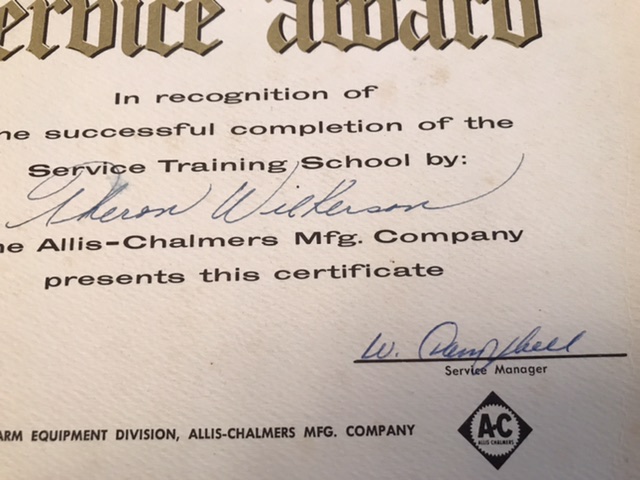 ervice award
In recognition of
he successful completion of the
Service Training School by:
Theron Wilkerson
he Allis-Chalmers Mfg. Company
presents this certificate
W. Campbell
Service Manager
ARM EQUIPMENT DIVISION, ALLIS-CHALMERS MFG. COMPANY
A-C
ALLIS-CHALMERS